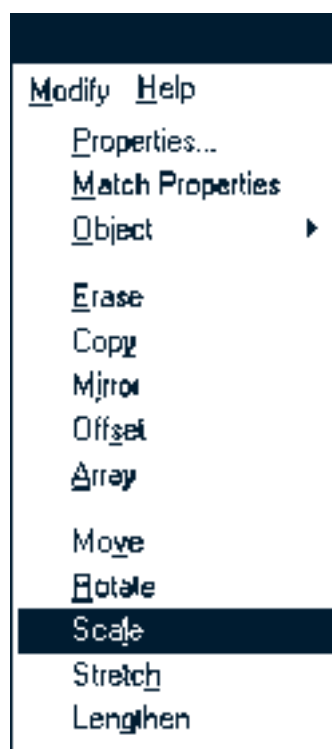 Modify Help
Properties...
Match Properties
Object
Erase
Copy
Mirror
Offset
Array
Move
Rotate
Scale
Stretch
Lengthen